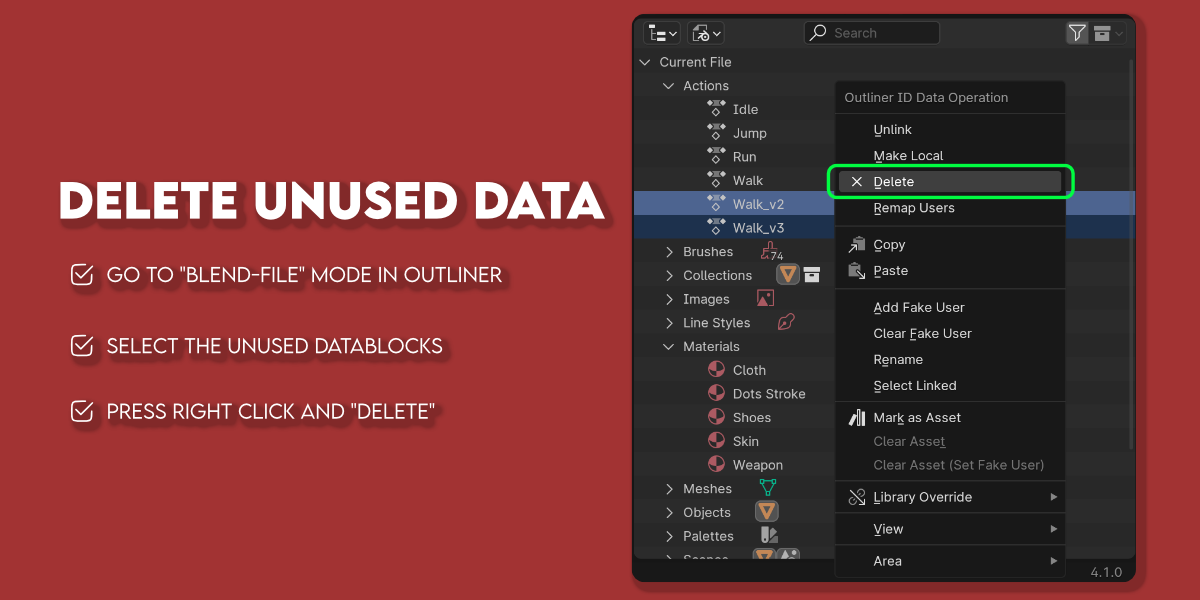 DELETE UNUSED DATA
GO TO "BLEND-FILE" MODE IN OUTLINER
SELECT THE UNUSED DATABLOCKS
PRESS RIGHT CLICK AND "DELETE"
Search
Current File
Actions
Idle
Jump
Run
Walk
Walk_v2
Walk_v3
Brushes
74
Collections
Images
Line Styles
Materials
Cloth
Dots Stroke
Shoes
Skin
Weapon
Meshes
Objects
Palettes
Scenes
Outliner ID Data Operation
Unlink
Make Local
Delete
Remap Users
Copy
Paste
Add Fake User
Clear Fake User
Rename
Select Linked
Mark as Asset
Clear Asset
Clear Asset (Set Fake User)
Library Override
View
Area
4.1.0